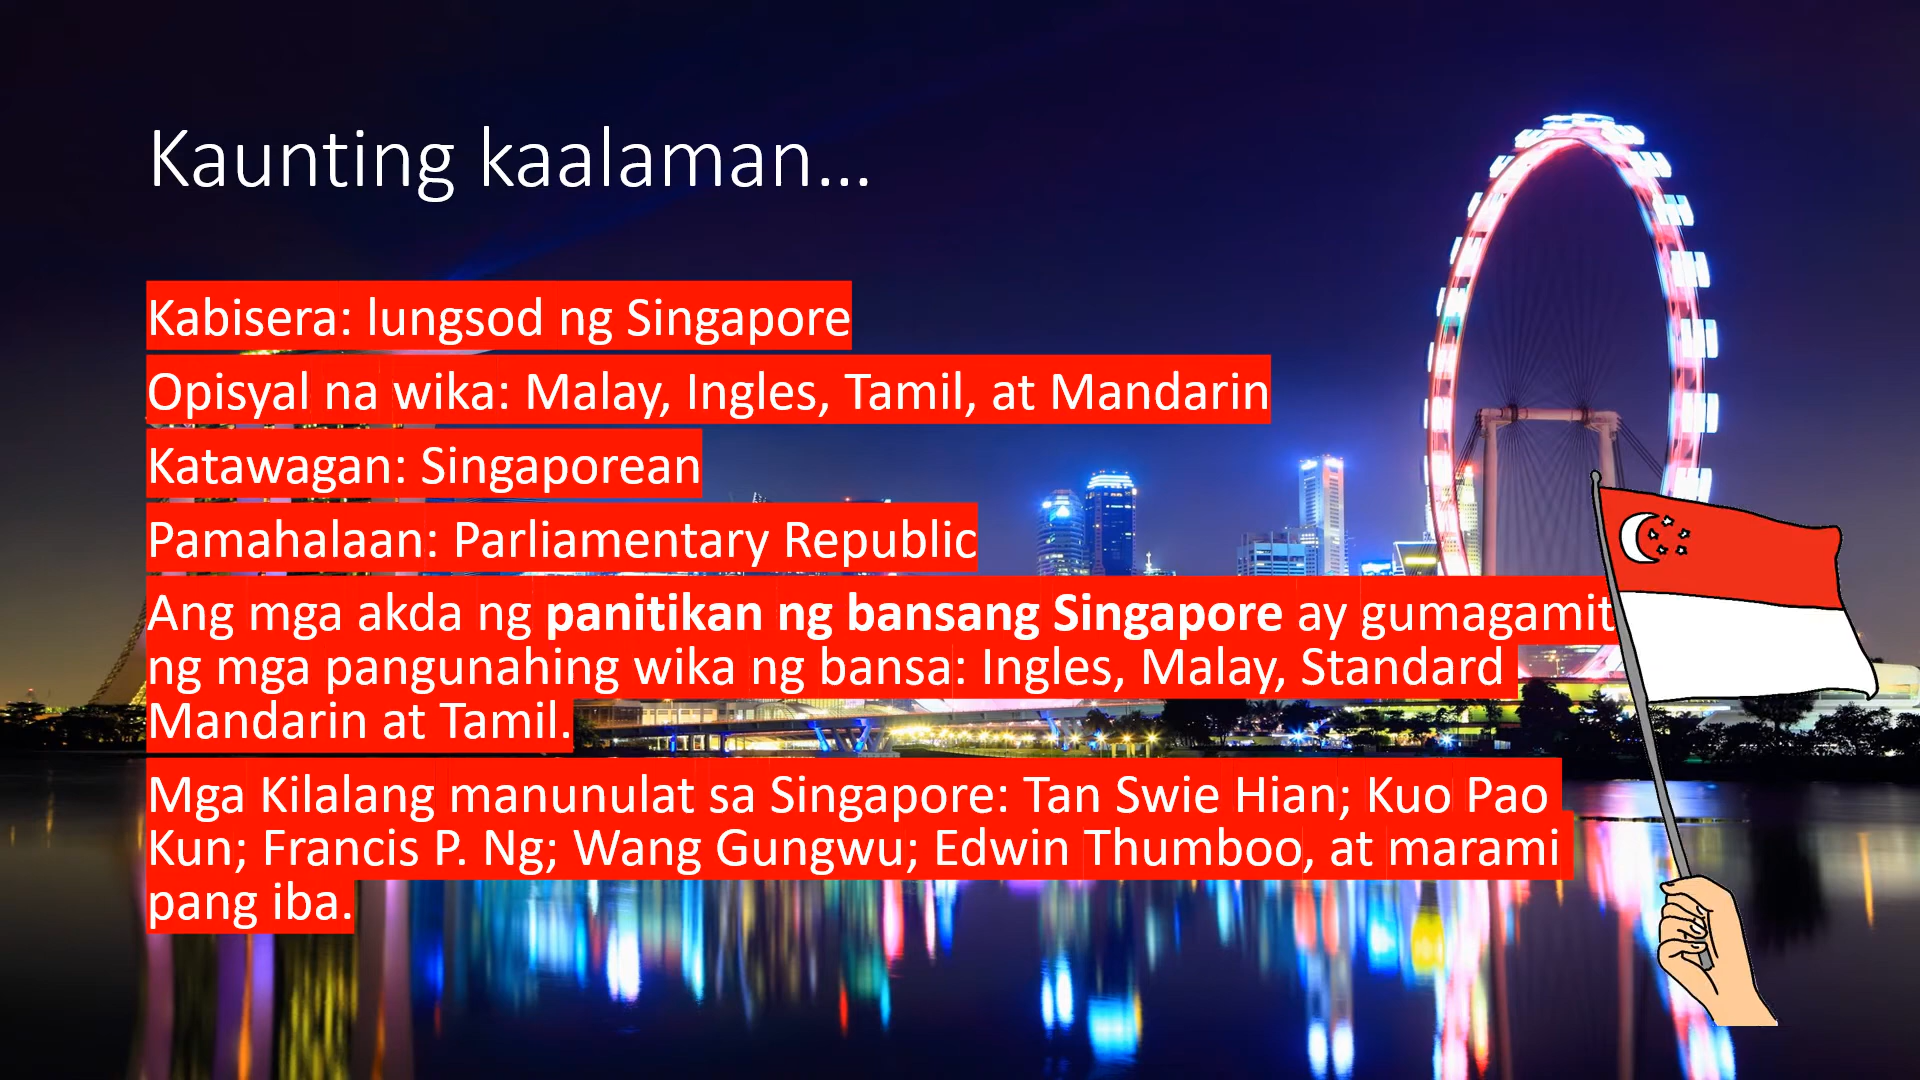 Kaunting kaalaman...
Kabisera: lungsod ng Singapore
Opisyal na wika: Malay, Ingles, Tamil, at Mandarin
Katawagan: Singaporean
Pamahalaan: Parliamentary Republic
Ang mga akda ng panitikan ng bansang Singapore ay gumagamit
ng mga pangunahing wika ng bansa: Ingles, Malay, Standard
Mandarin at Tamil.
Mga Kilalang manunulat sa Singapore: Tan Swie Hian; Kuo Pao
Kun; Francis P. Ng; Wang Gungwu; Edwin Thumboo, at marami
pang iba.